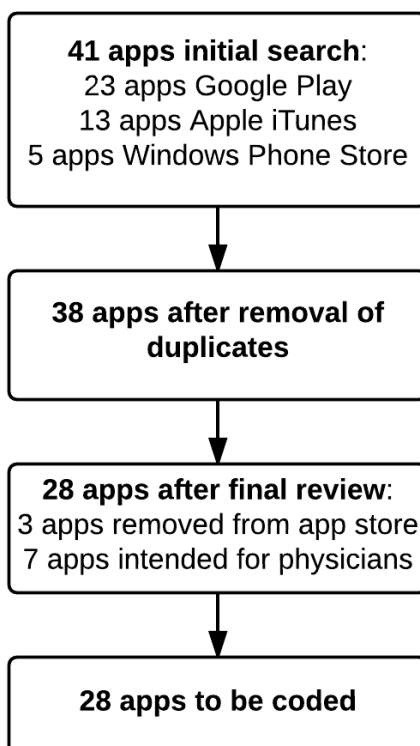 41 apps initial search:
23 apps Google Play
13 apps Apple iTunes
5 apps Windows Phone Store
38 apps after removal of
duplicates
28 apps after final review:
3 apps removed from app store
7 apps intended for physicians
28 apps to be coded